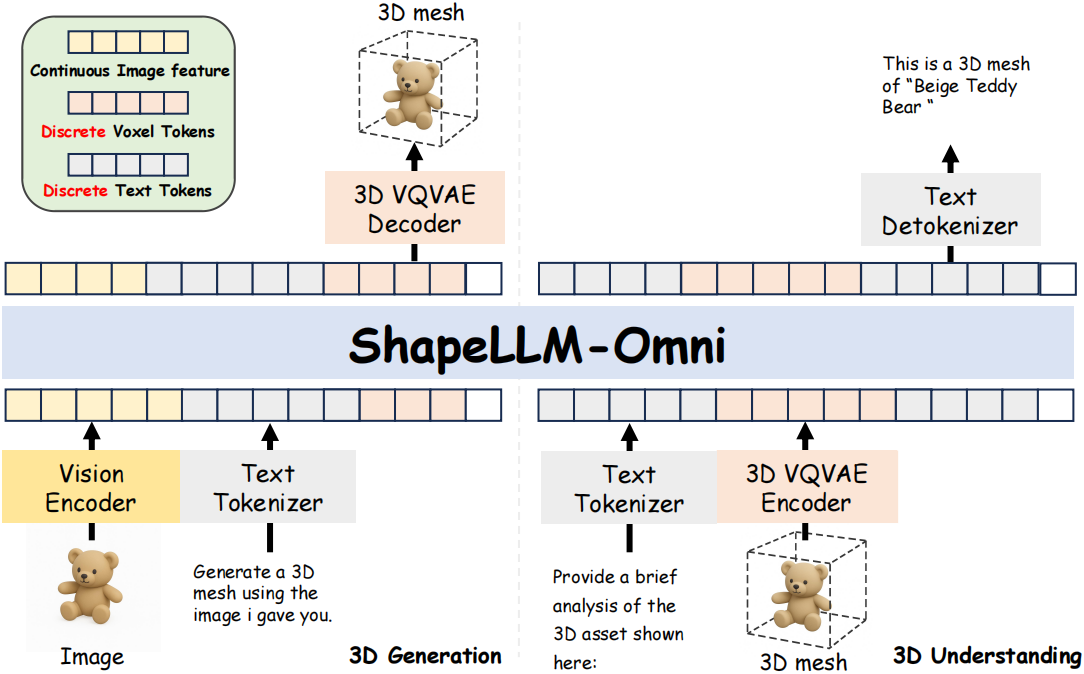 Continuous Image feature
Discrete Voxel Tokens
Discrete Text Tokens
3D mesh
3D VQVAE
Decoder
This is a 3D mesh
of “Beige Teddy
Bear “
Text
Detokenizer
ShapeLLM-Omni
Vision
Encoder
Text
Tokenizer
Image
Generate a 3D
mesh using the
image i gave you.
3D Generation
Text
Tokenizer
3D VQVAE
Encoder
Provide a brief
analysis of the
3D asset shown
here:
3D mesh
3D Understanding